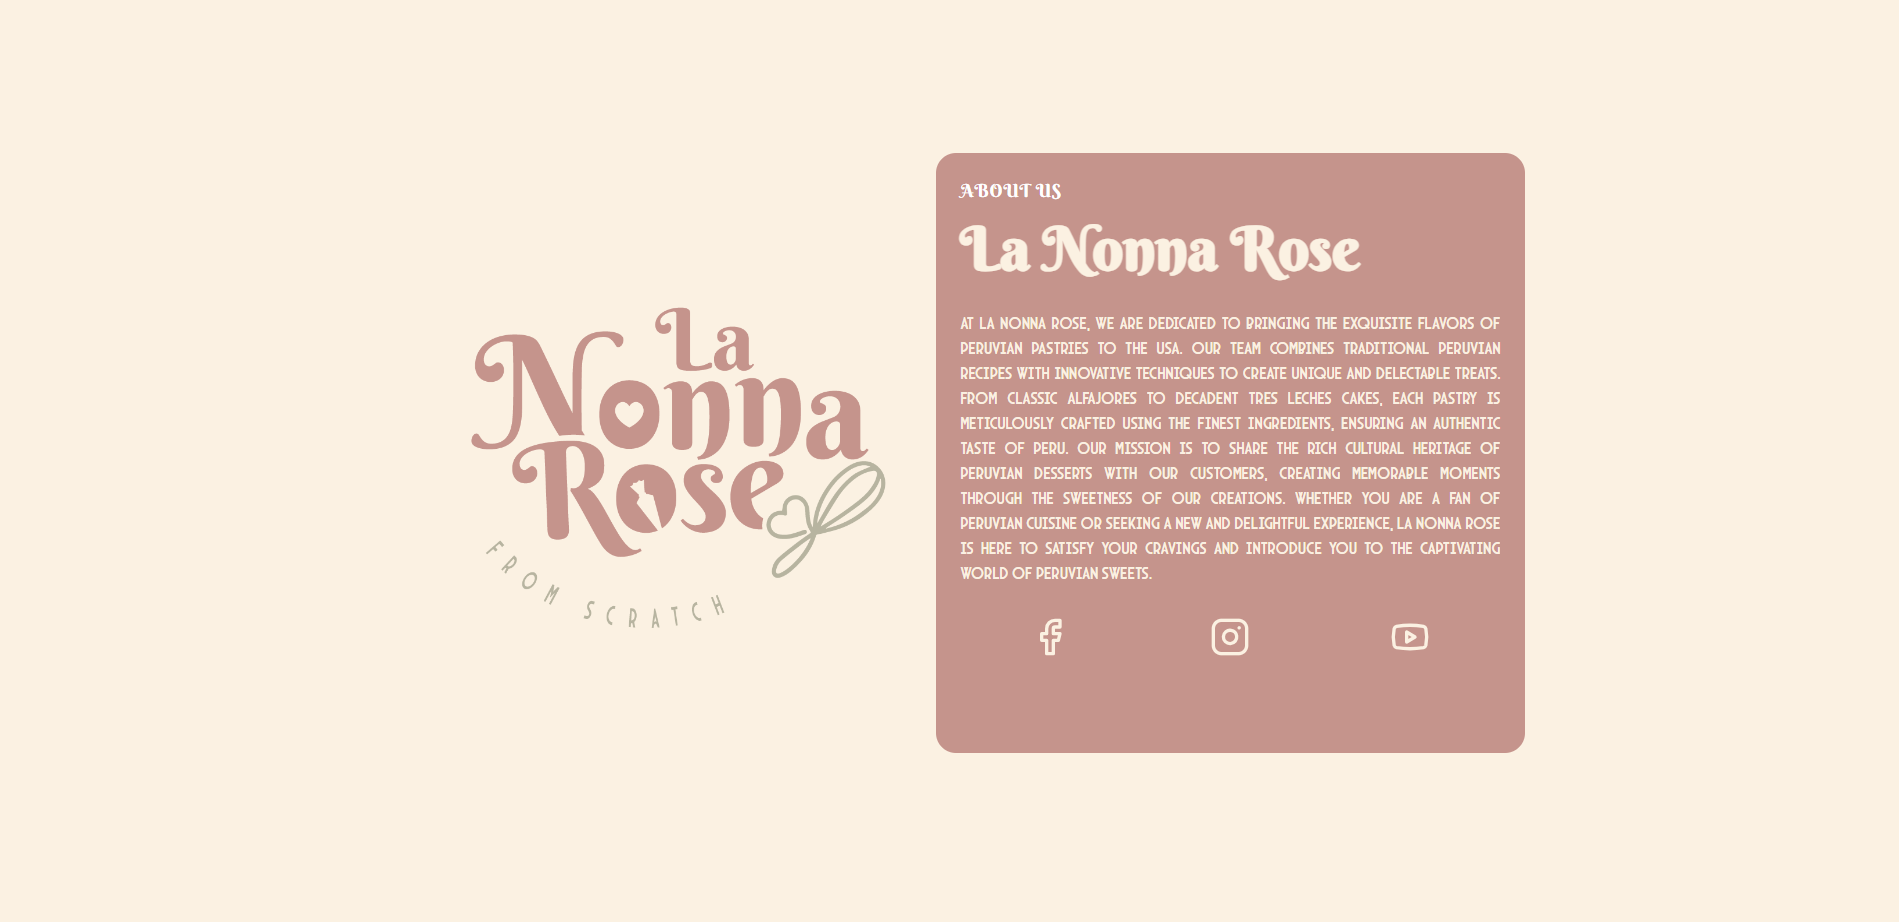 La
Nonna
Rose
FROM SCRATCH
ABOUT US
La Nonna Rose
AT LA NONNA ROSE, WE ARE DEDICATED TO BRINGING THE EXQUISITE FLAVORS OF
PERUVIAN PASTRIES TO THE USA. OUR TEAM COMBINES TRADITIONAL PERUVIAN
RECIPES WITH INNOVATIVE TECHNIQUES TO CREATE UNIQUE AND DELECTABLE TREATS.
FROM CLASSIC ALFAJORES TO DECADENT TRES LECHES CAKES, EACH PASTRY IS
METICULOUSLY CRAFTED USING THE FINEST INGREDIENTS, ENSURING AN AUTHENTIC
TASTE OF PERU. OUR MISSION IS TO SHARE THE RICH CULTURAL HERITAGE OF
PERUVIAN DESSERTS WITH OUR CUSTOMERS, CREATING MEMORABLE MOMENTS
THROUGH THE SWEETNESS OF OUR CREATIONS. WHETHER YOU ARE A FAN OF
PERUVIAN CUISINE OR SEEKING A NEW AND DELIGHTFUL EXPERIENCE, LA NONNA ROSE
IS HERE TO SATISFY YOUR CRAVINGS AND INTRODUCE YOU TO THE CAPTIVATING
WORLD OF PERUVIAN SWEETS.